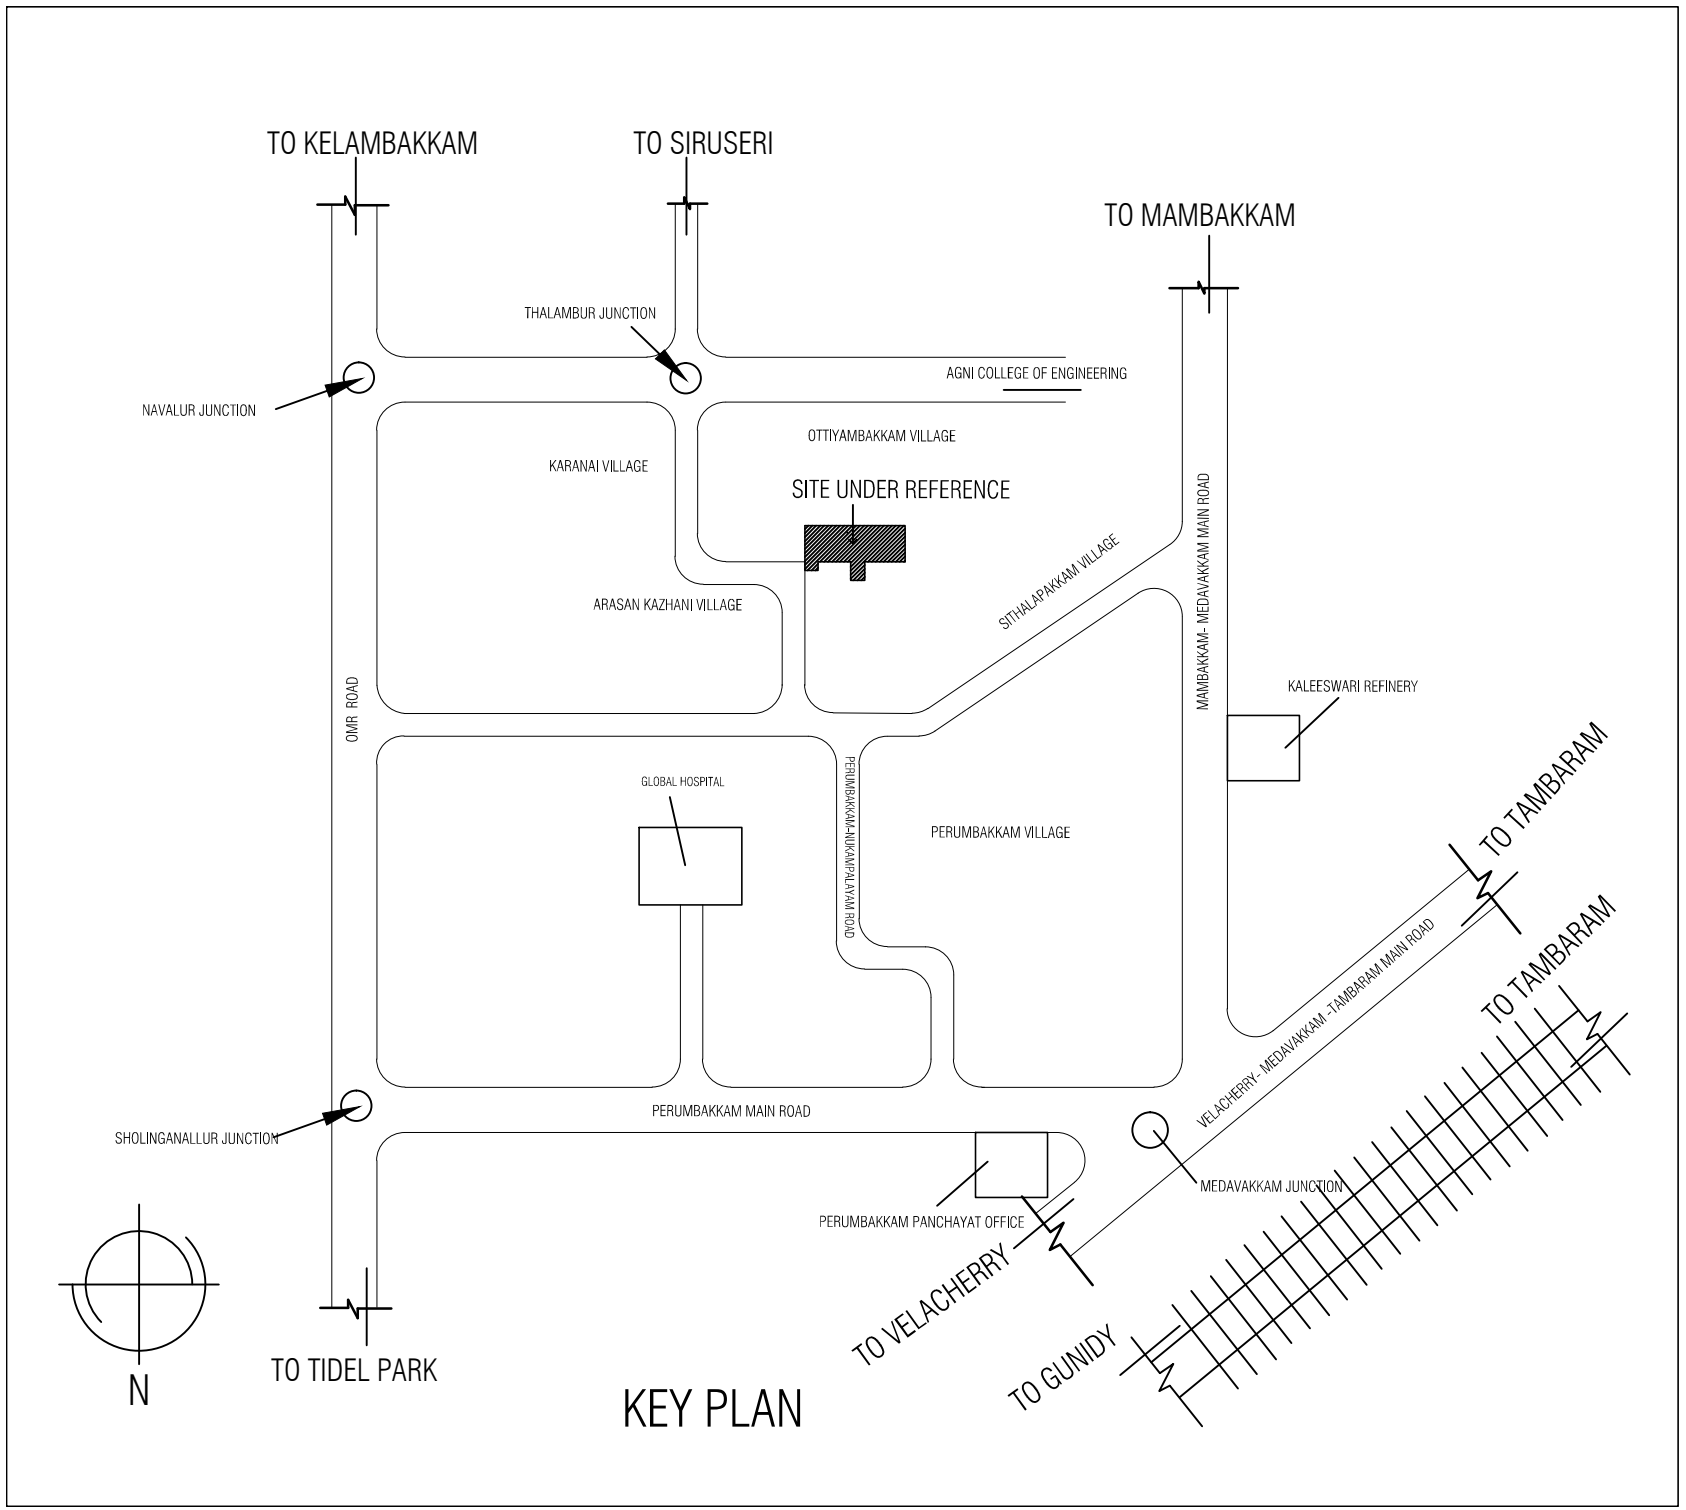 TO KELAMBAKKAM
TO SIRUSERI
TO MAMBAKKAM
THALAMBUR JUNCTION
AGNI COLLEGE OF ENGINEERING
NAVALUR JUNCTION
OTTIYAMBAKKAM VILLAGE
KARANAI VILLAGE
SITE UNDER REFERENCE
MAMBAKKAM- MEDAVAKKAM MAIN ROAD
SITHALAPAKKAM VILLAGE
ARASAN KAZHANI VILLAGE
OMR ROAD
KALEESWARI REFINERY
TO TAMBARAM
GLOBAL HOSPITAL
PERUMBAKKAM-NUKAMPALAYAM ROAD
PERUMBAKKAM VILLAGE
TO TAMBARAM
VELACHERRY- MEDAVAKKAM -TAMBARAM MAIN ROAD
PERUMBAKKAM MAIN ROAD
SHOLINGANALLUR JUNCTION
MEDAVAKKAM JUNCTION
PERUMBAKKAM PANCHAYAT OFFICE
TO VELACHERRY
TO GUNIDY
TO TIDEL PARK
N
KEY PLAN